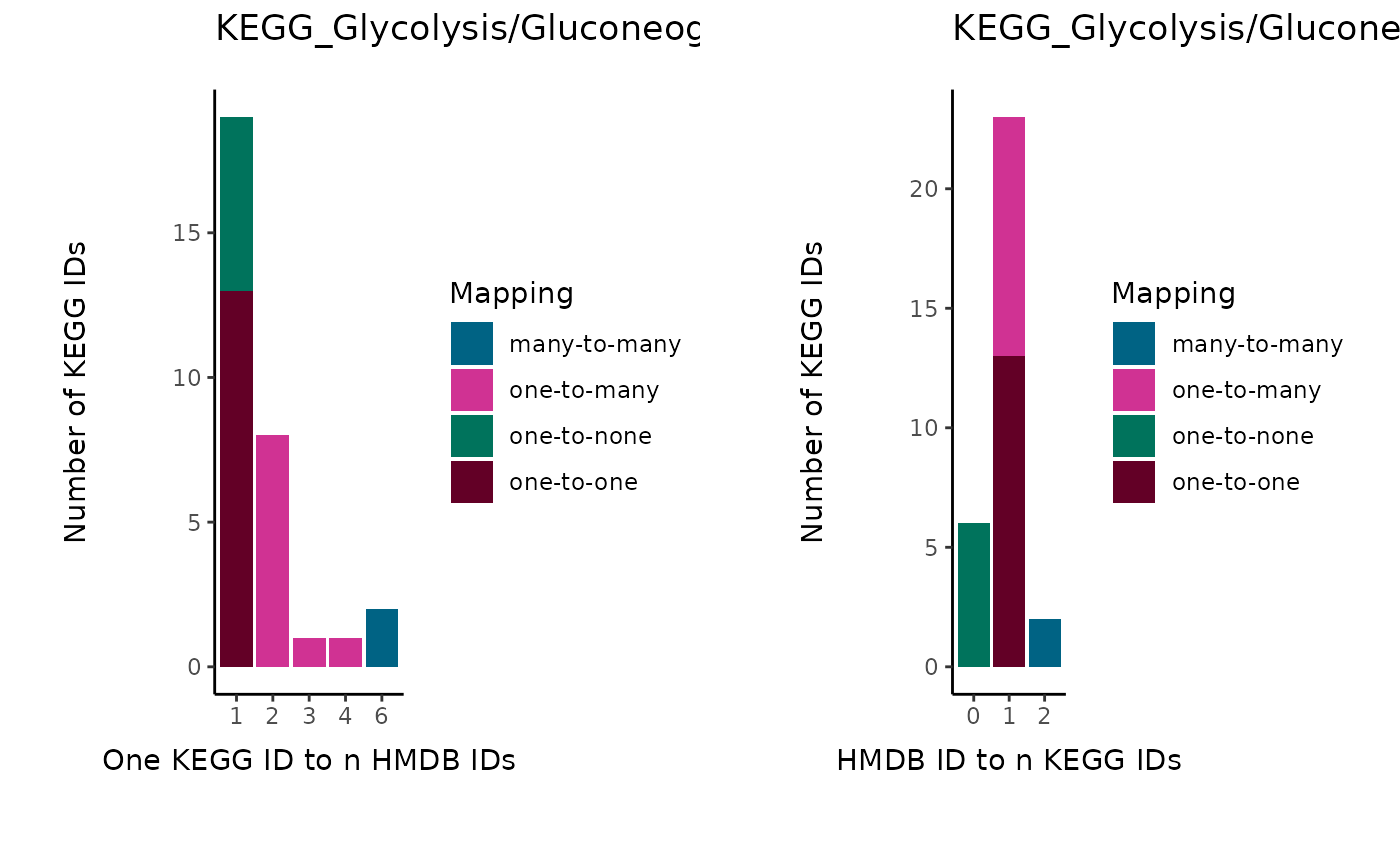 KEGG_Glycolysis/Gluconeog
Number of KEGG IDs
15
10
5
0
1 2 3 4 6
One KEGG ID to n HMDB IDs
Mapping
many-to-many
one-to-many
one-to-none
one-to-one
KEGG_Glycolysis/Glucone
Number of KEGG IDs
20
15
10
5
0
0 1 2
HMDB ID to n KEGG IDs
Mapping
many-to-many
one-to-many
one-to-none
one-to-one